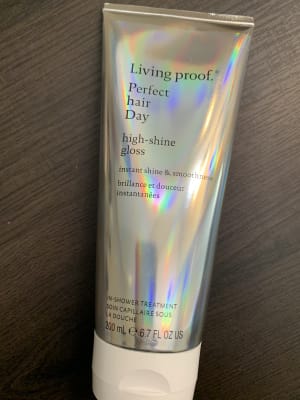 Living proof.®
Perfect
hair
Day
high-shine
gloss
instant shine & smoothness
brillance et douceur
instantanées
IN-SHOWER TREATMENT
SOIN CAPILLAIRE SOUS
LA DOUCHE
200 mL ℮ 6.7 FL OZ US